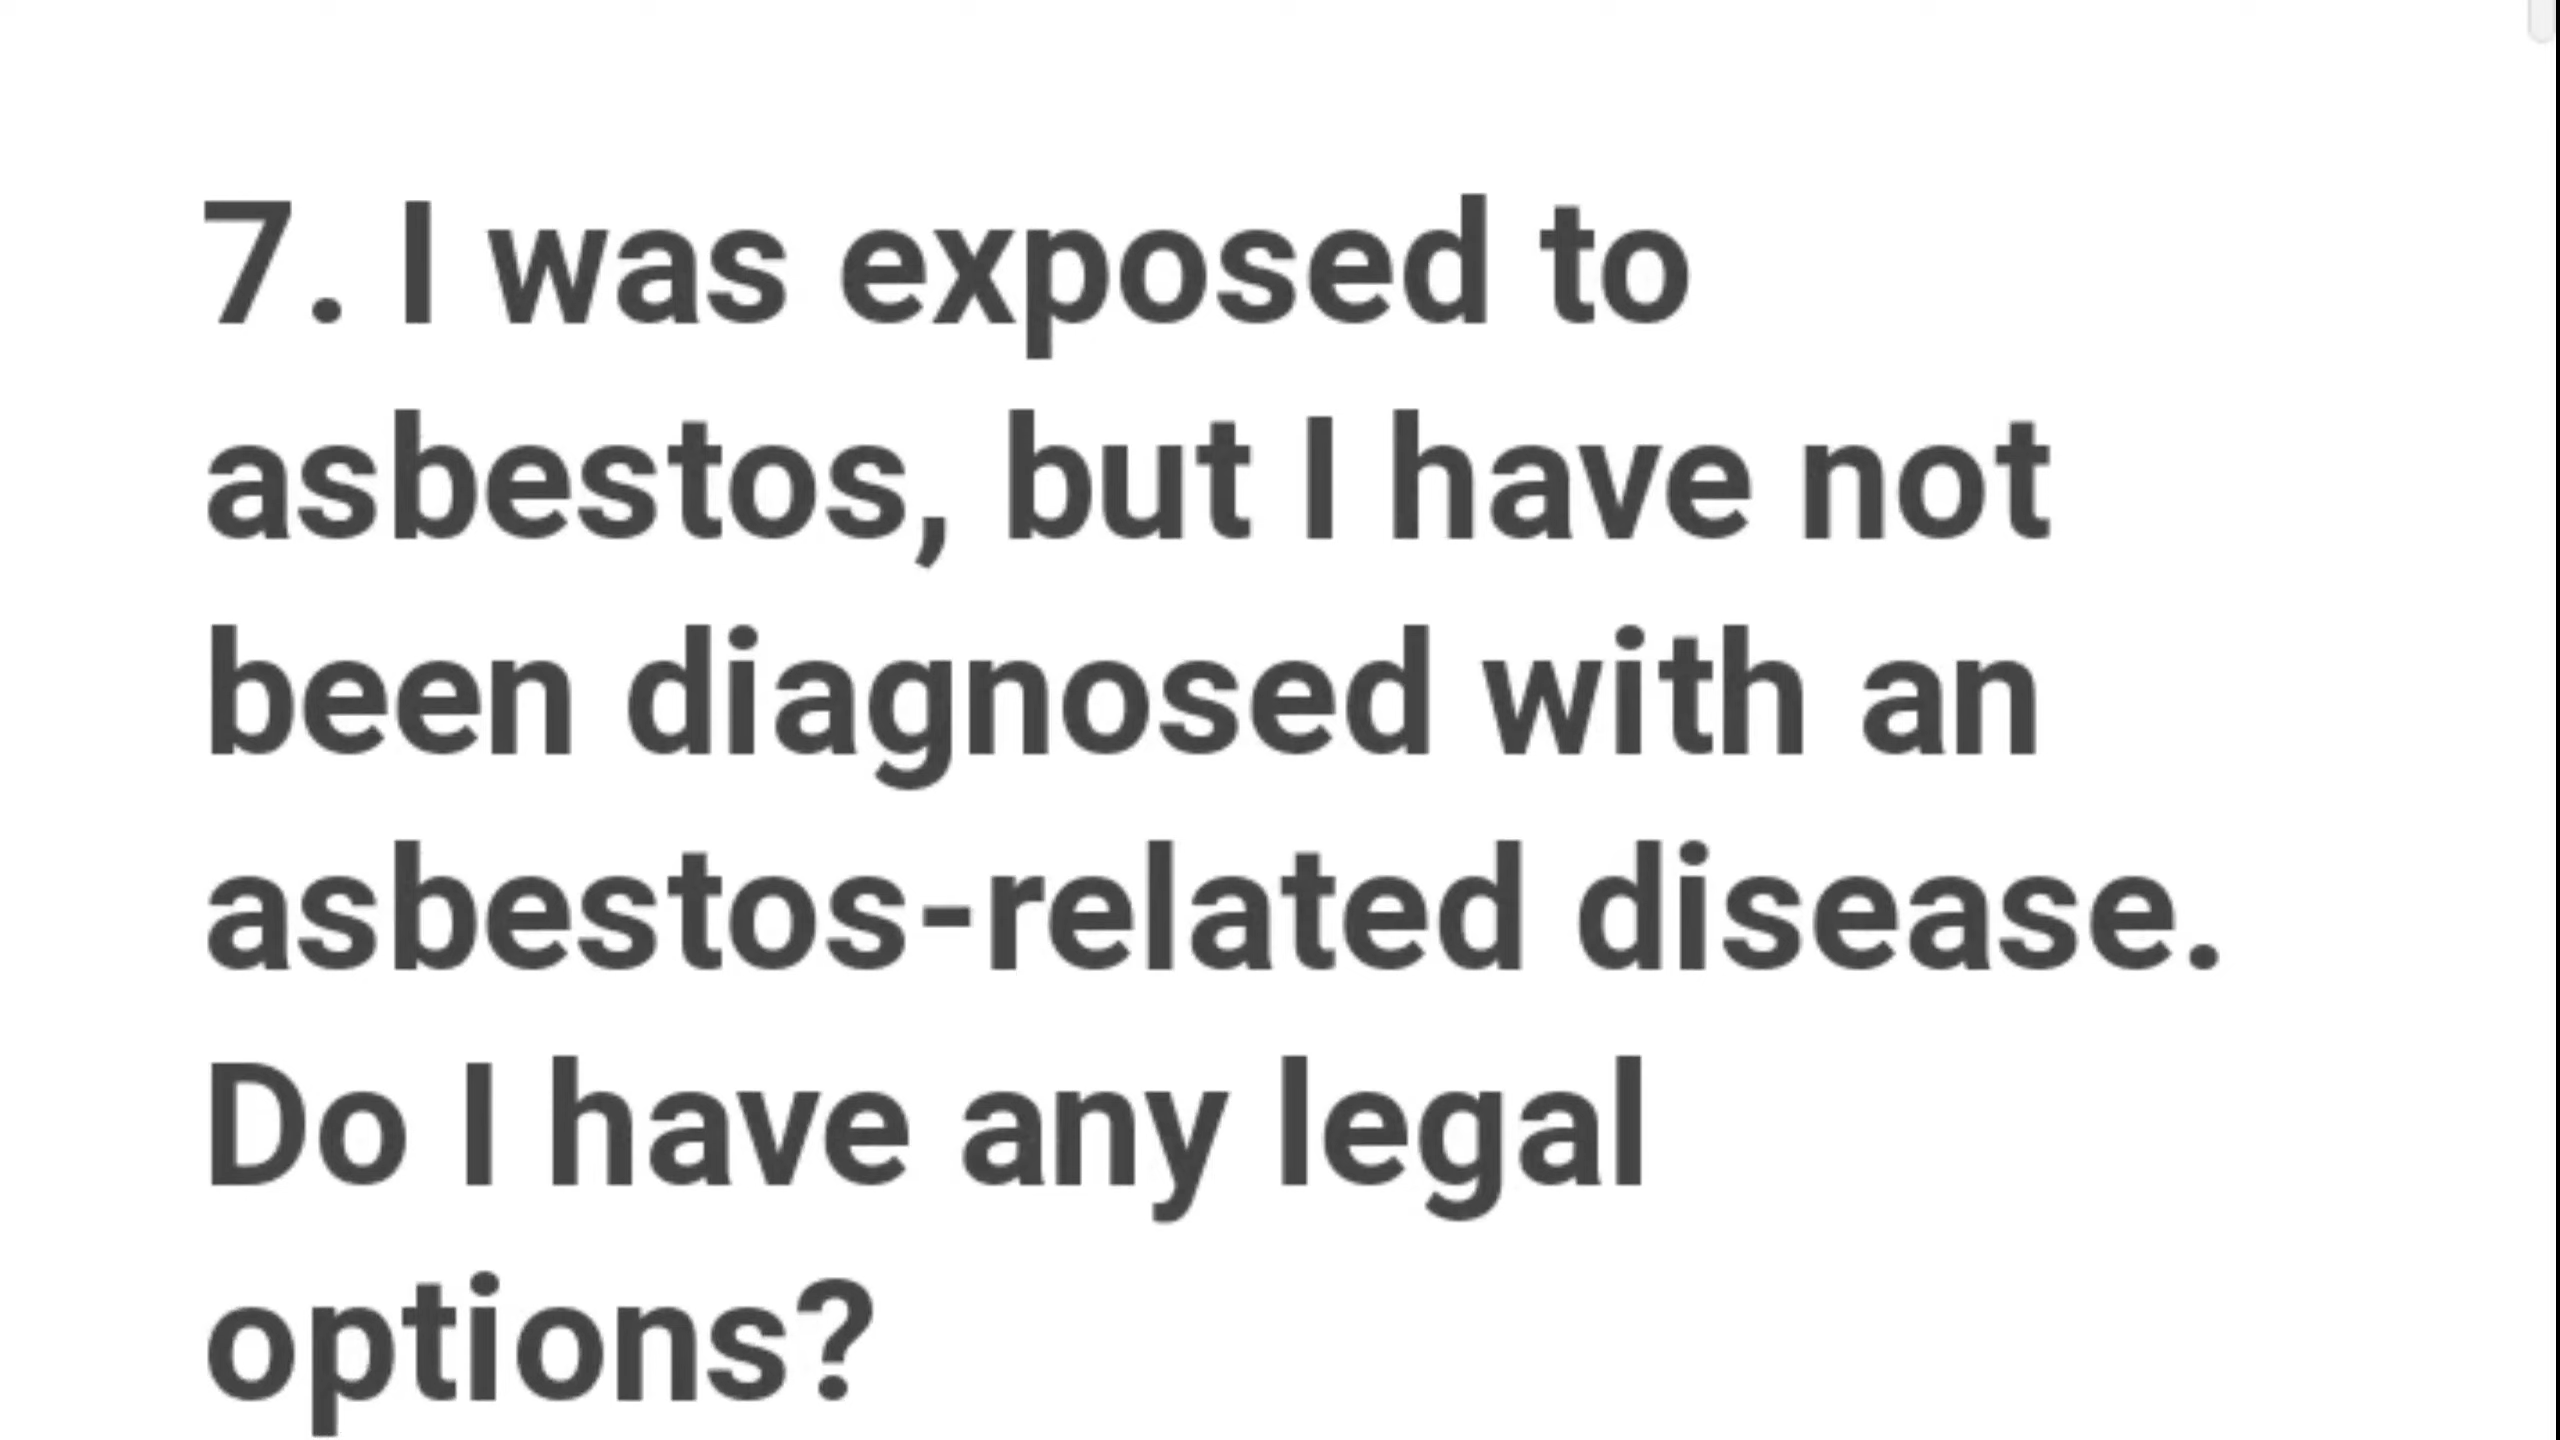 7. I was exposed to
asbestos, but I have not
been diagnosed with an
asbestos-related disease.
Do I have any legal
options?